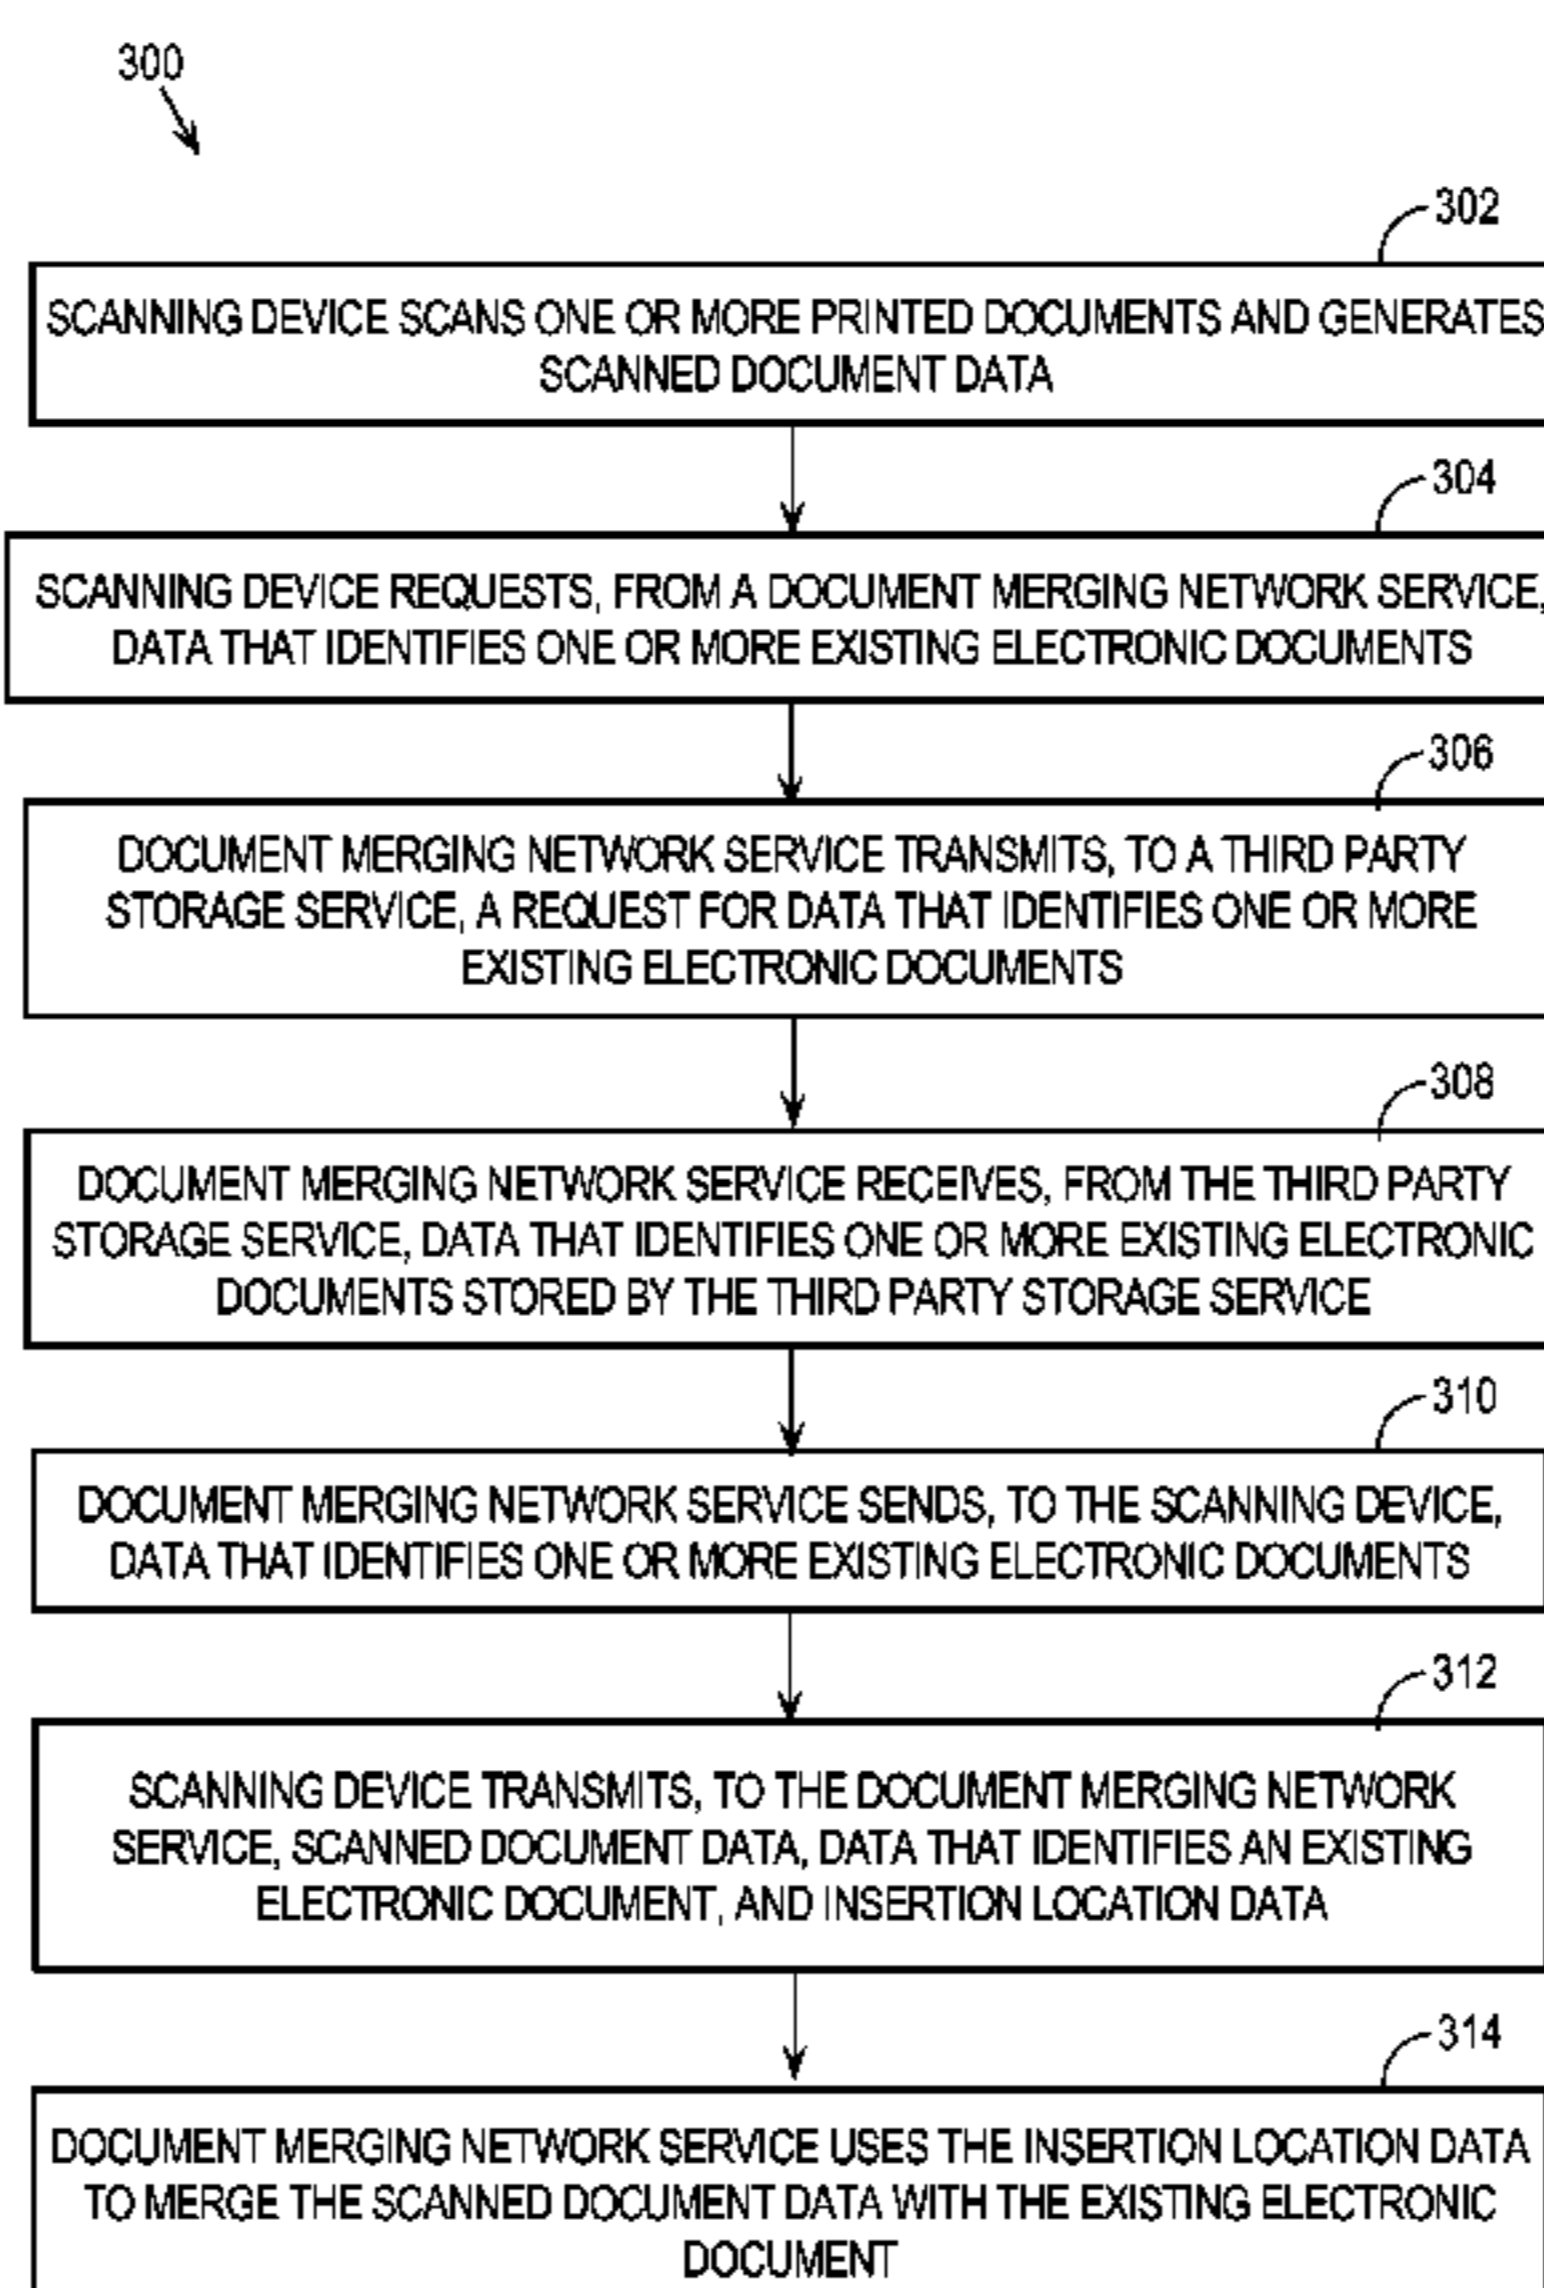 300
302
SCANNING DEVICE SCANS ONE OR MORE PRINTED DOCUMENTS AND GENERATES
SCANNED DOCUMENT DATA
304
SCANNING DEVICE REQUESTS, FROM A DOCUMENT MERGING NETWORK SERVICE,
DATA THAT IDENTIFIES ONE OR MORE EXISTING ELECTRONIC DOCUMENTS
306
DOCUMENT MERGING NETWORK SERVICE TRANSMITS, TO A THIRD PARTY
STORAGE SERVICE, A REQUEST FOR DATA THAT IDENTIFIES ONE OR MORE
EXISTING ELECTRONIC DOCUMENTS
308
DOCUMENT MERGING NETWORK SERVICE RECEIVES, FROM THE THIRD PARTY
STORAGE SERVICE, DATA THAT IDENTIFIES ONE OR MORE EXISTING ELECTRONIC
DOCUMENTS STORED BY THE THIRD PARTY STORAGE SERVICE
310
DOCUMENT MERGING NETWORK SERVICE SENDS, TO THE SCANNING DEVICE,
DATA THAT IDENTIFIES ONE OR MORE EXISTING ELECTRONIC DOCUMENTS
312
SCANNING DEVICE TRANSMITS, TO THE DOCUMENT MERGING NETWORK
SERVICE, SCANNED DOCUMENT DATA, DATA THAT IDENTIFIES AN EXISTING
ELECTRONIC DOCUMENT, AND INSERTION LOCATION DATA
314
DOCUMENT MERGING NETWORK SERVICE USES THE INSERTION LOCATION DATA
TO MERGE THE SCANNED DOCUMENT DATA WITH THE EXISTING ELECTRONIC
DOCUMENT